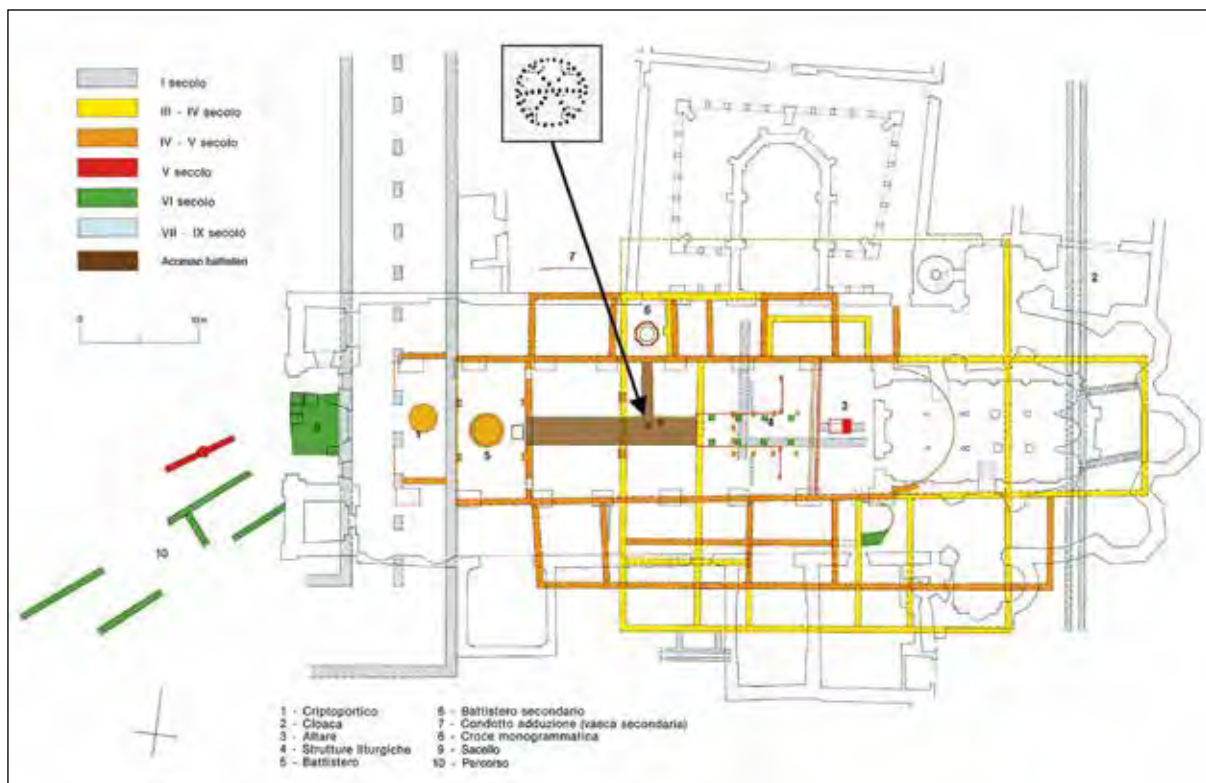 I secolo
III - IV secolo
IV - V secolo
V secolo
VI secolo
VII - IX secolo
Accessi battisteri
0 10 m
7
2
6
3
4
1
5
9
10
1 - Criptoportico
2 - Cloaca
3 - Altare
4 - Strutture liturgiche
5 - Battistero
6 - Battistero secondario
7 - Condotto adduzione (vasca secondaria)
8 - Croce monogrammatica
9 - Sacello
10 - Percorso